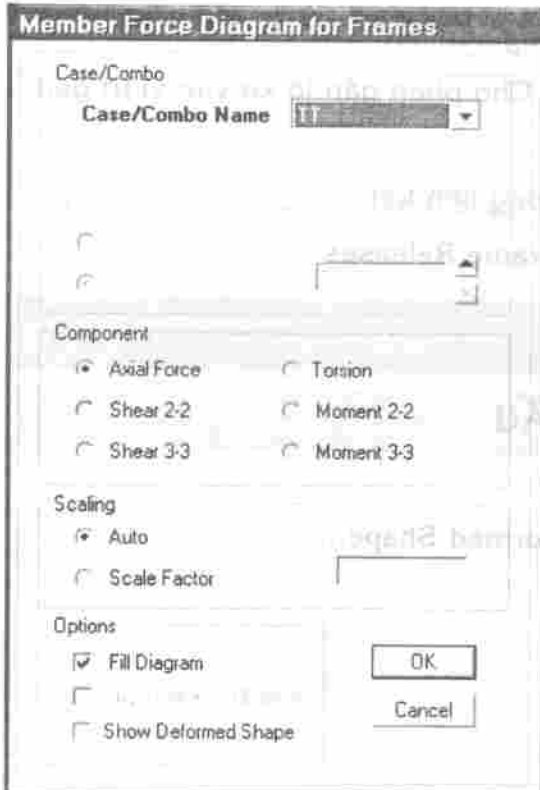 Member Force Diagram for Frames
Case/Combo
Case/Combo Name TT
Component
Axial Force Torsion
Shear 2-2 Moment 2-2
Shear 3-3 Moment 3-3
Scaling
Auto
Scale Factor
Options
Fill Diagram OK
Cancel
Show Deformed Shape